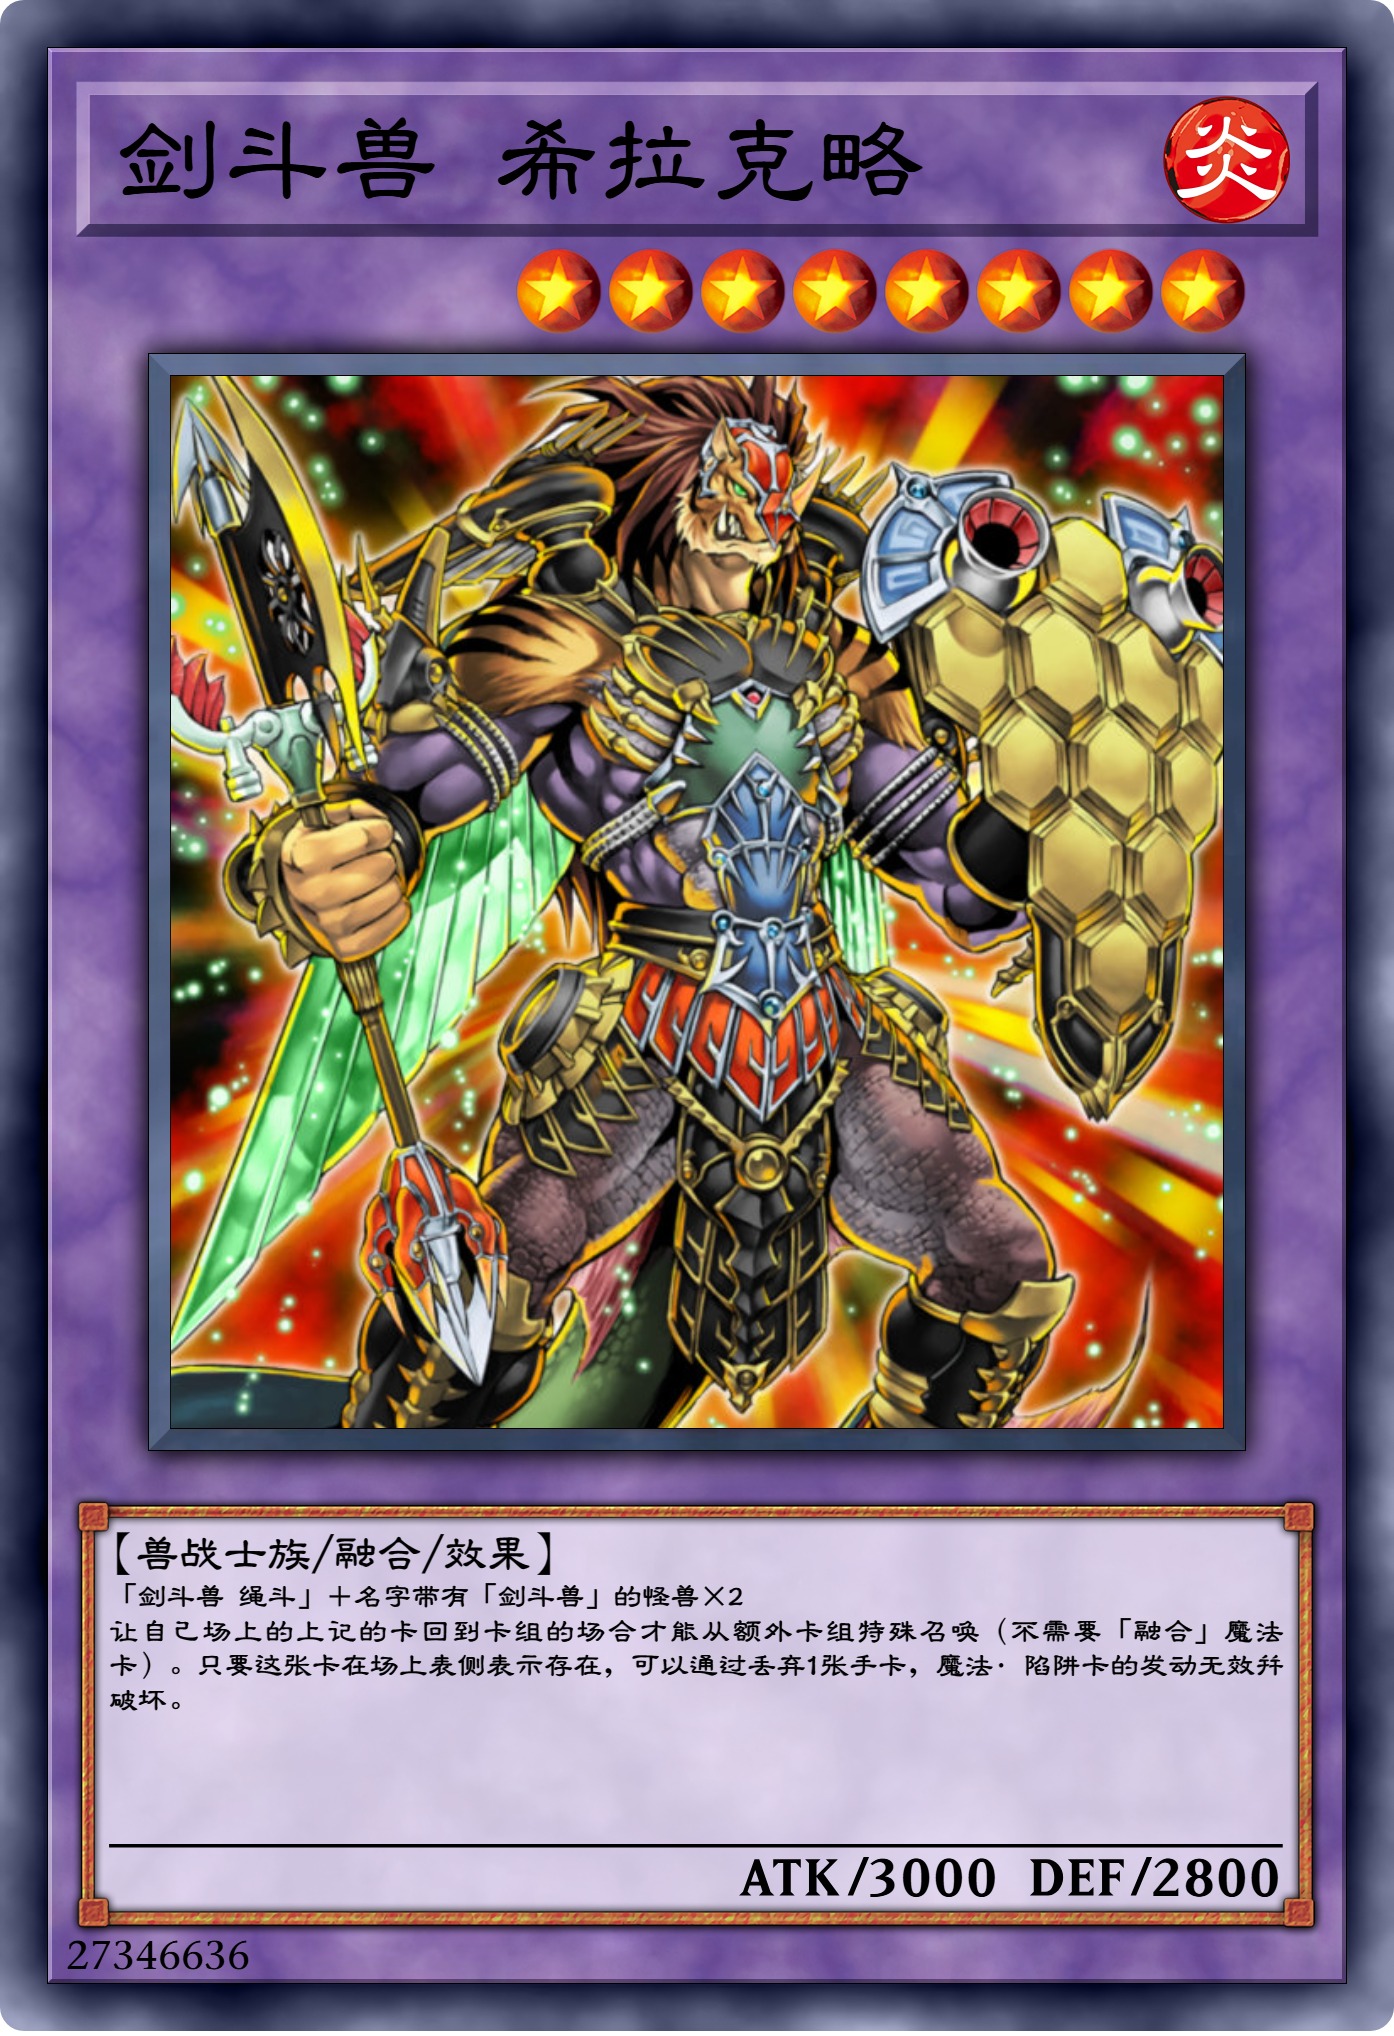 剑斗兽 希拉克略
炎
【兽战士族/融合/效果】
「剑斗兽 绳斗」＋名字带有「剑斗兽」的怪兽×2
让自己场上的上记的卡回到卡组的场合才能从额外卡组特殊召唤（不需要「融合」魔法
卡）。只要这张卡在场上表侧表示存在，可以通过丢弃1张手卡，魔法·陷阱卡的发动无效并
破坏。
ATK/3000 DEF/2800
27346636